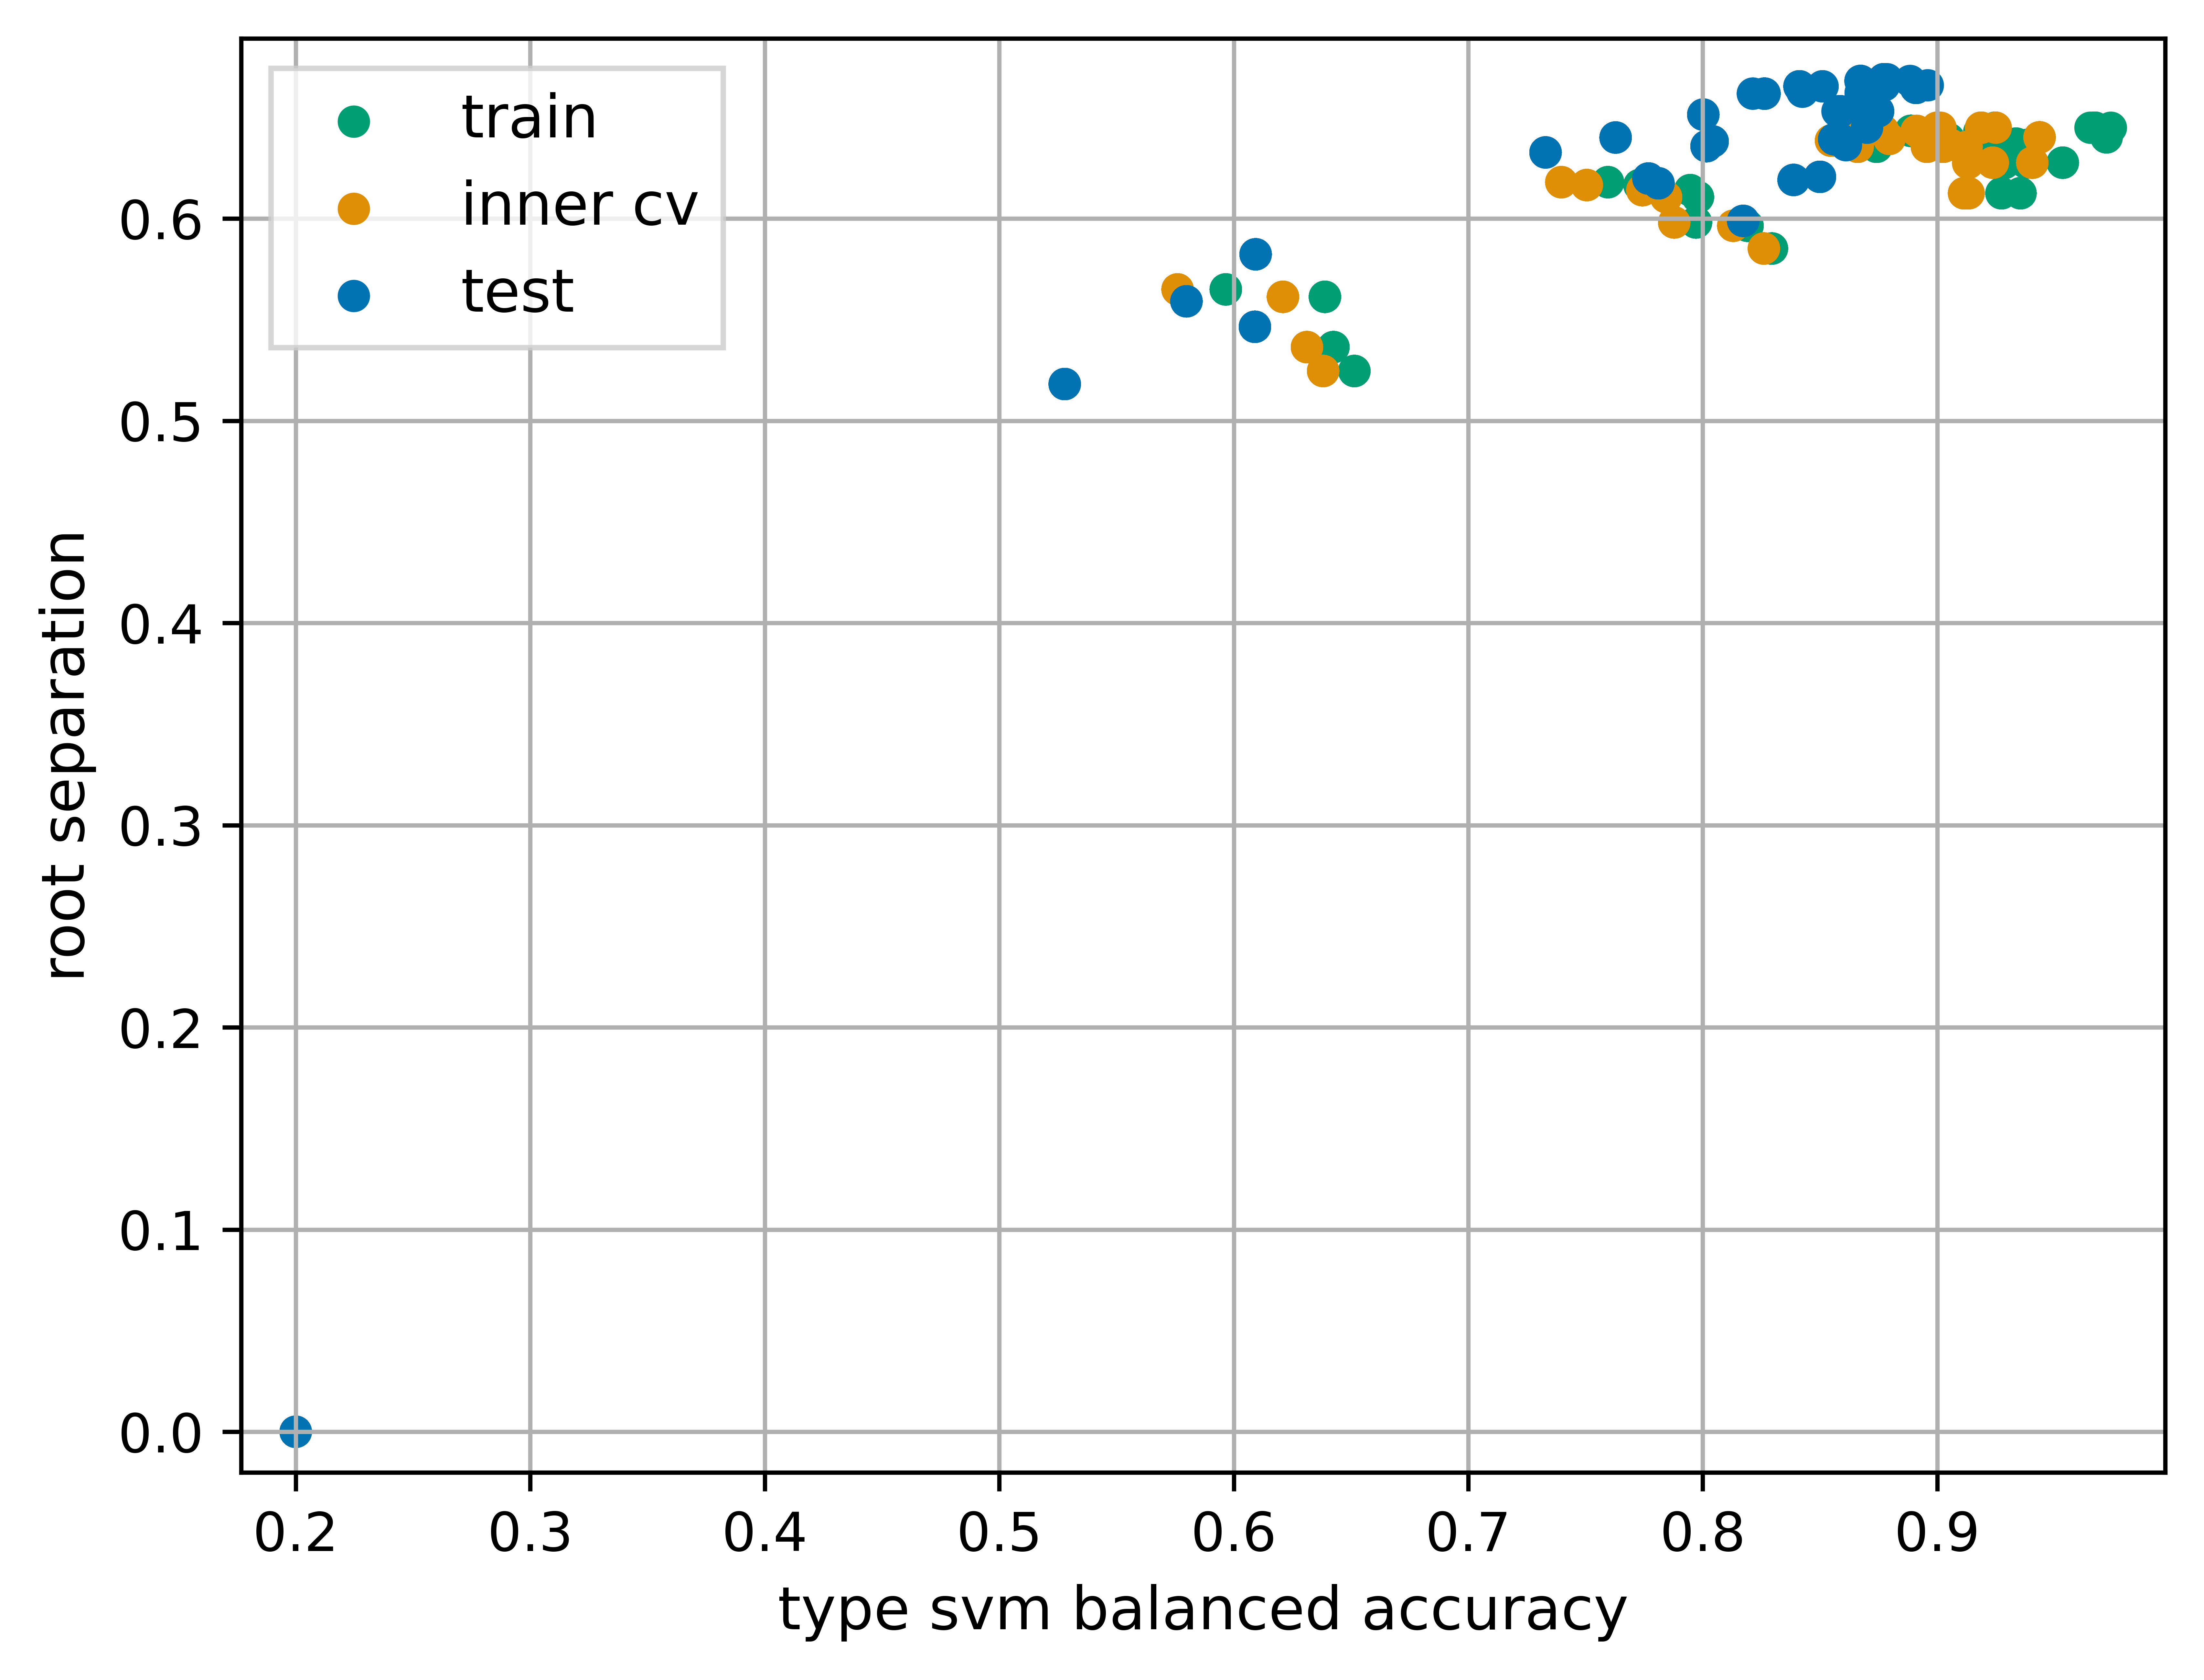 train
inner cv
test
0.6
0.5
0.4
0.3
0.2
0.1
0.0
root separation
0.2 0.3 0.4 0.5 0.6 0.7 0.8 0.9
type svm balanced accuracy